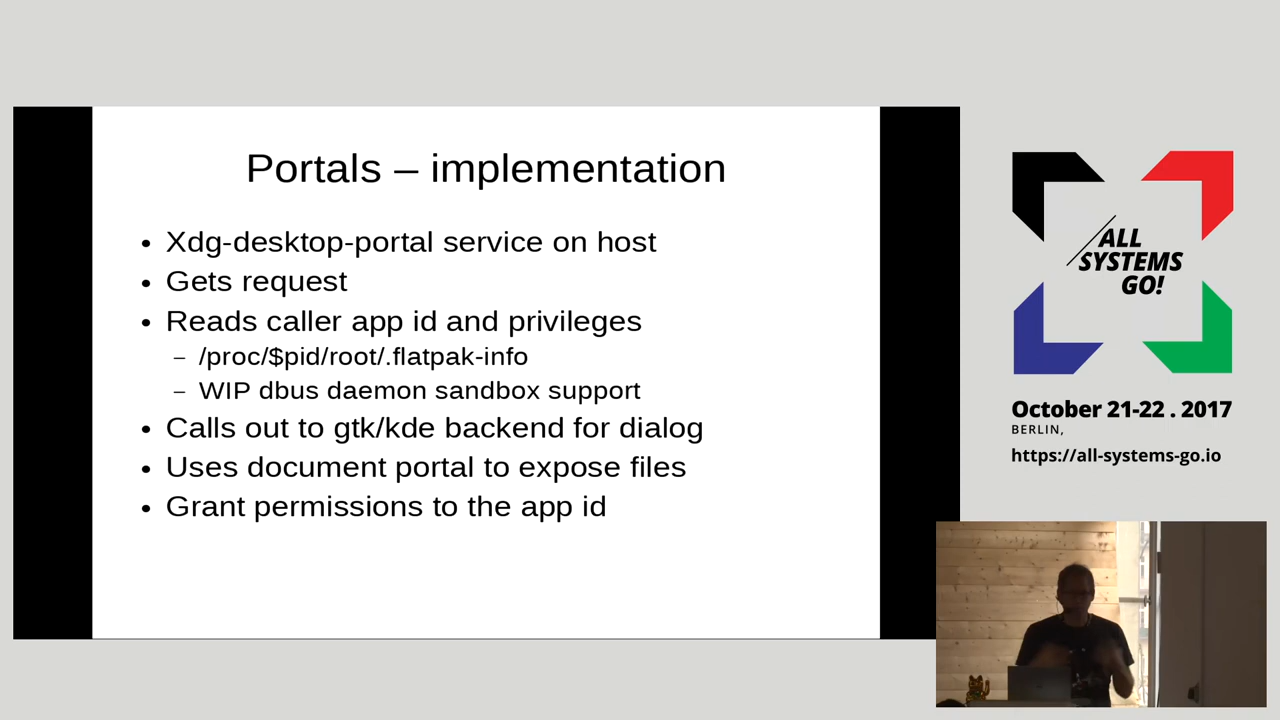 Portals – implementation
• Xdg-desktop-portal service on host
• Gets request
• Reads caller app id and privileges
– /proc/$pid/root/.flatpak-info
– WIP dbus daemon sandbox support
• Calls out to gtk/kde backend for dialog
• Uses document portal to expose files
• Grant permissions to the app id
ALL
SYSTEMS
GO!
October 21-22 . 2017
BERLIN,
https://all-systems-go.io